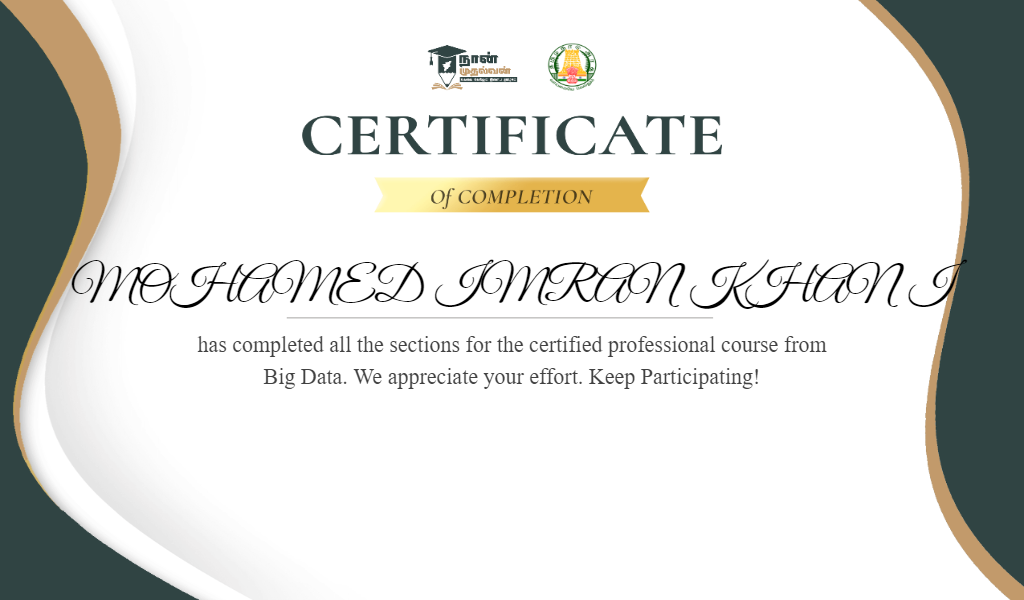 நான்
முதல்வன்
CERTIFICATE
Of COMPLETION
MOHAMED IMRAN KHAN I
has completed all the sections for the certified professional course from
Big Data. We appreciate your effort. Keep Participating!